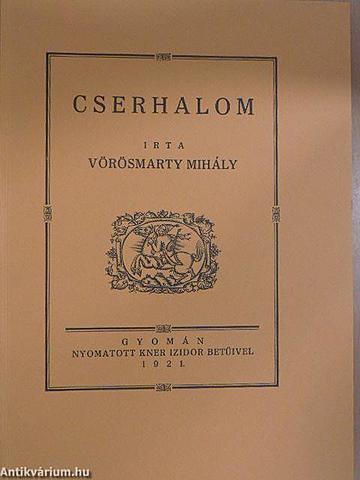 CSERHALOM
IRTA
VÖRÖSMARTY MIHÁLY
GYOMÁN
NYOMATOTT KNER IZIDOR BETŰIVEL
1921.
Antikvárium.hu